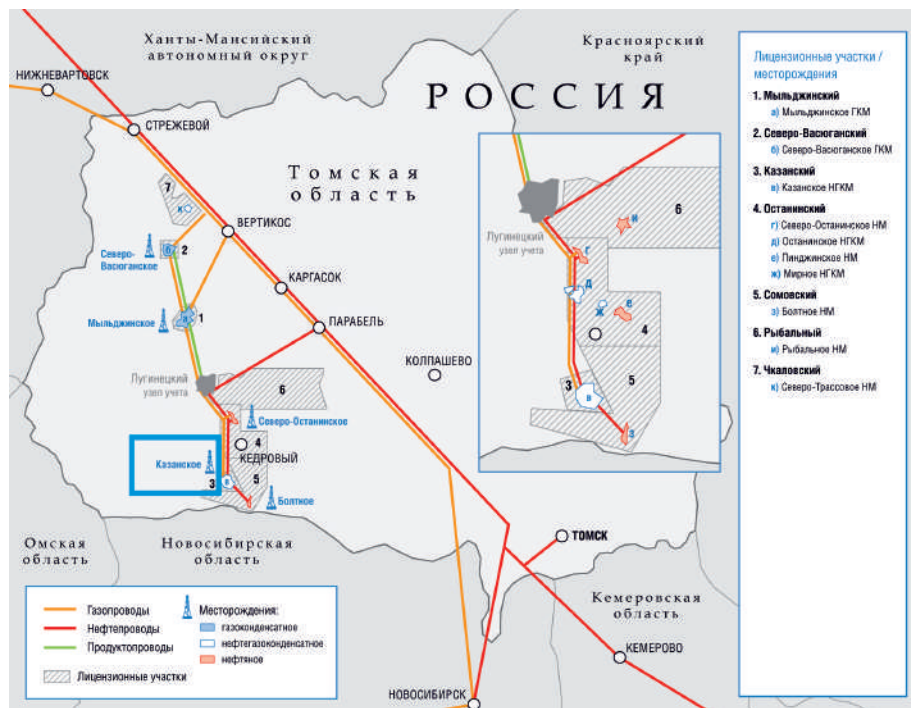 Ханты-Мансийский
автономный округ
Красноярский
край
НИЖНЕВАРТОВСК
РОССИЯ
СТРЕЖЕВОЙ
Томская
область
7
к
ВЕРТИКОС
Северо-
Васюганское
б
2
КАРГАСОК
Мыльджинское
а
1
ПАРАБЕЛЬ
КОЛПАШЕВО
Лугинецкий
узел учета
6
Северо-Останинское
4
КЕДРОВЫЙ
Казанское
3
в
5
Болтное
Омская
область
Новосибирская
область
ТОМСК
Кемеровская
область
КЕМЕРОВО
НОВОСИБИРСК
6
и
Лугинецкий
узел учета
г
д
е
ж
4
3
5
в
з
Газопроводы
Нефтепроводы
Продуктопроводы
Лицензионные участки
Месторождения:
газоконденсатное
нефтегазоконденсатное
нефтяное
Лицензионные участки /
месторождения
1. Мыльджинский
а) Мыльджинское ГКМ
2. Северо-Васюганский
б) Северо-Васюганское ГКМ
3. Казанский
в) Казанское НГКМ
4. Останинский
г) Северо-Останинское НМ
д) Останинское НГКМ
е) Пинджинское НМ
ж) Мирное НГКМ
5. Сомовский
з) Болтное НМ
6. Рыбальный
и) Рыбальное НМ
7. Чкаловский
к) Северо-Трассовое НМ